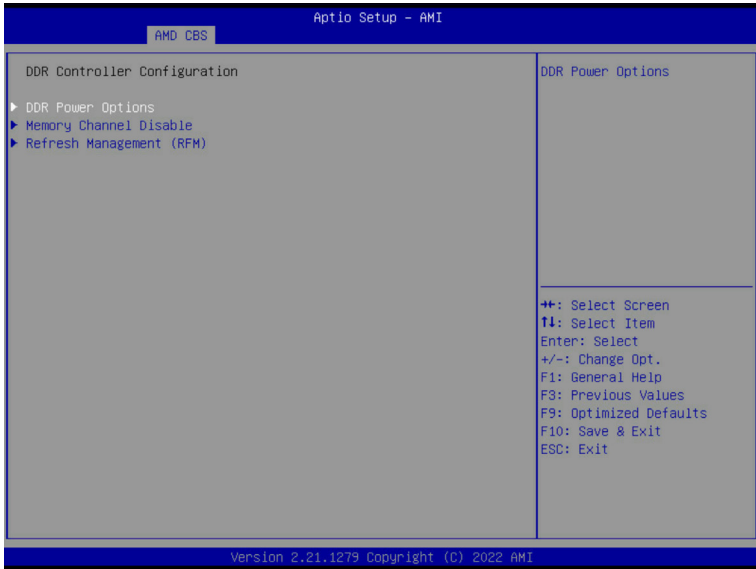 Aptio Setup – AMI
AMD CBS
DDR Controller Configuration
DDR Power Options
Memory Channel Disable
Refresh Management (RFM)
DDR Power Options
→←: Select Screen
↑↓: Select Item
Enter: Select
+/-: Change Opt.
F1: General Help
F3: Previous Values
F9: Optimized Defaults
F10: Save & Exit
ESC: Exit
Version 2.21.1279 Copyright (C) 2022 AMI